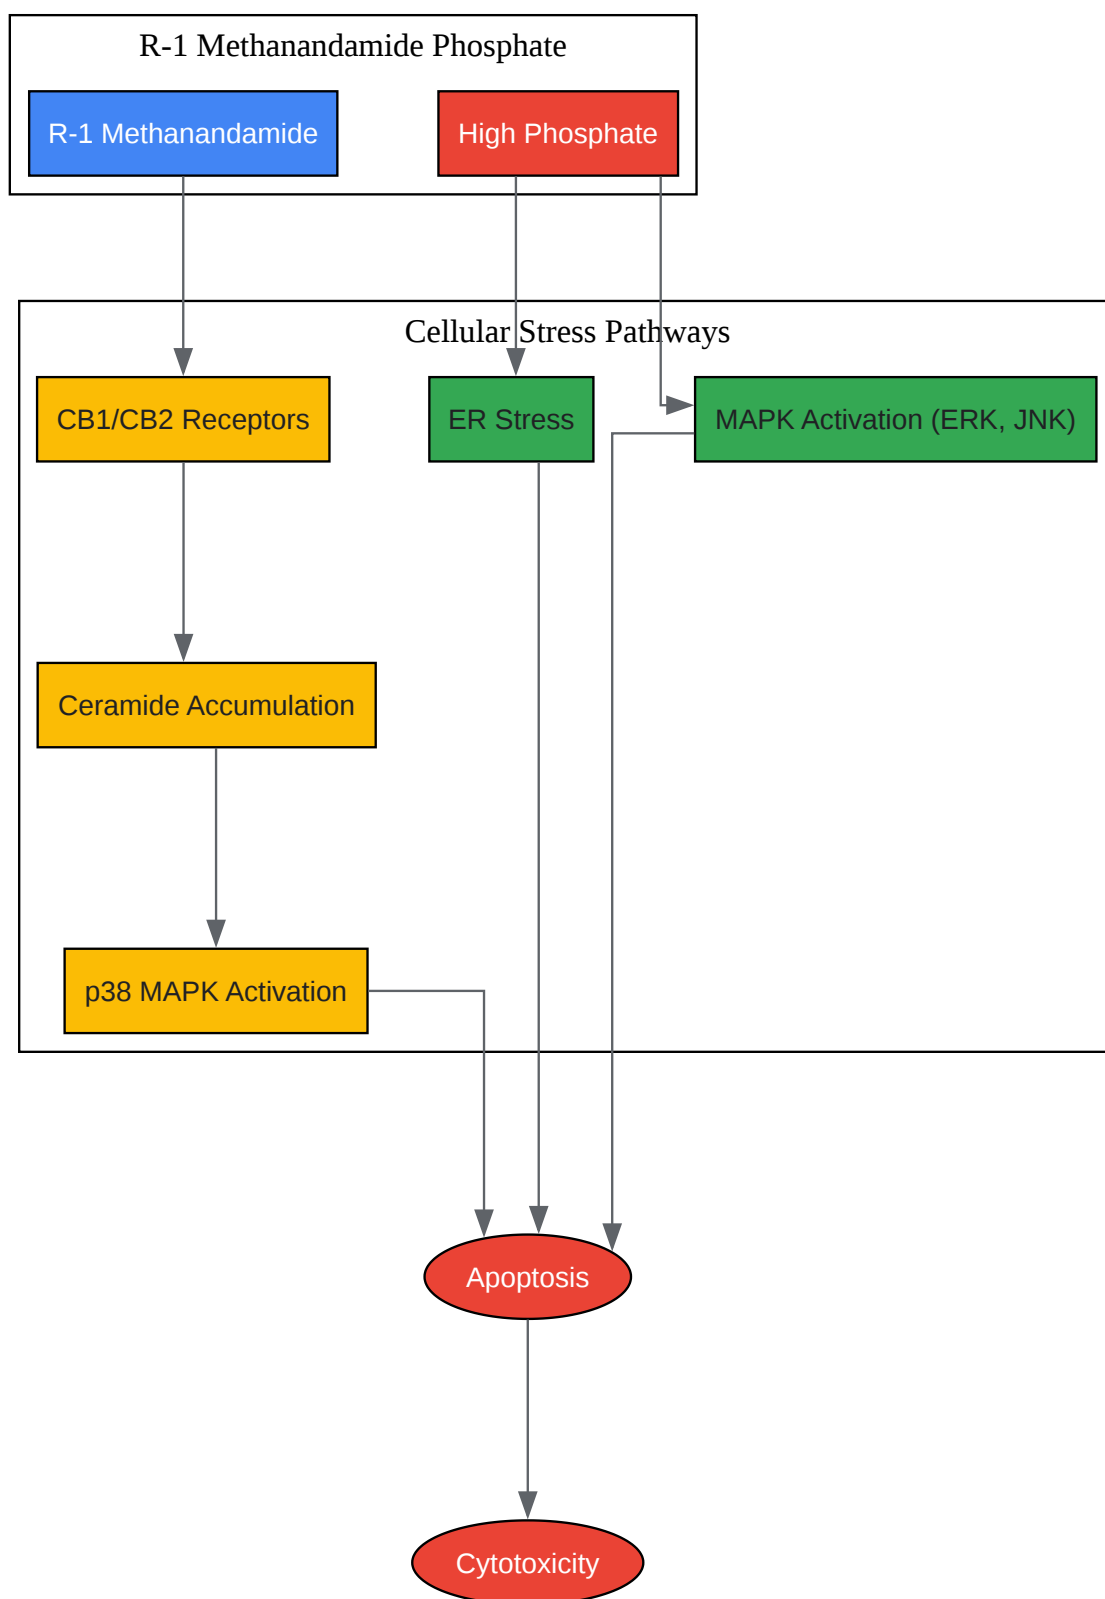 R-1 Methanandamide Phosphate
R-1 Methanandamide
High Phosphate
Cellular Stress Pathways
CB1/CB2 Receptors
ER Stress
MAPK Activation (ERK, JNK)
Ceramide Accumulation
p38 MAPK Activation
Apoptosis
Cytotoxicity